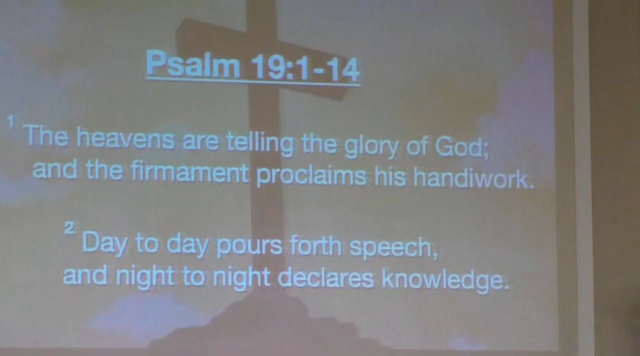 Psalm 19:1-14
1 The heavens are telling the glory of God;
and the firmament proclaims his handiwork.
2 Day to day pours forth speech,
and night to night declares knowledge.